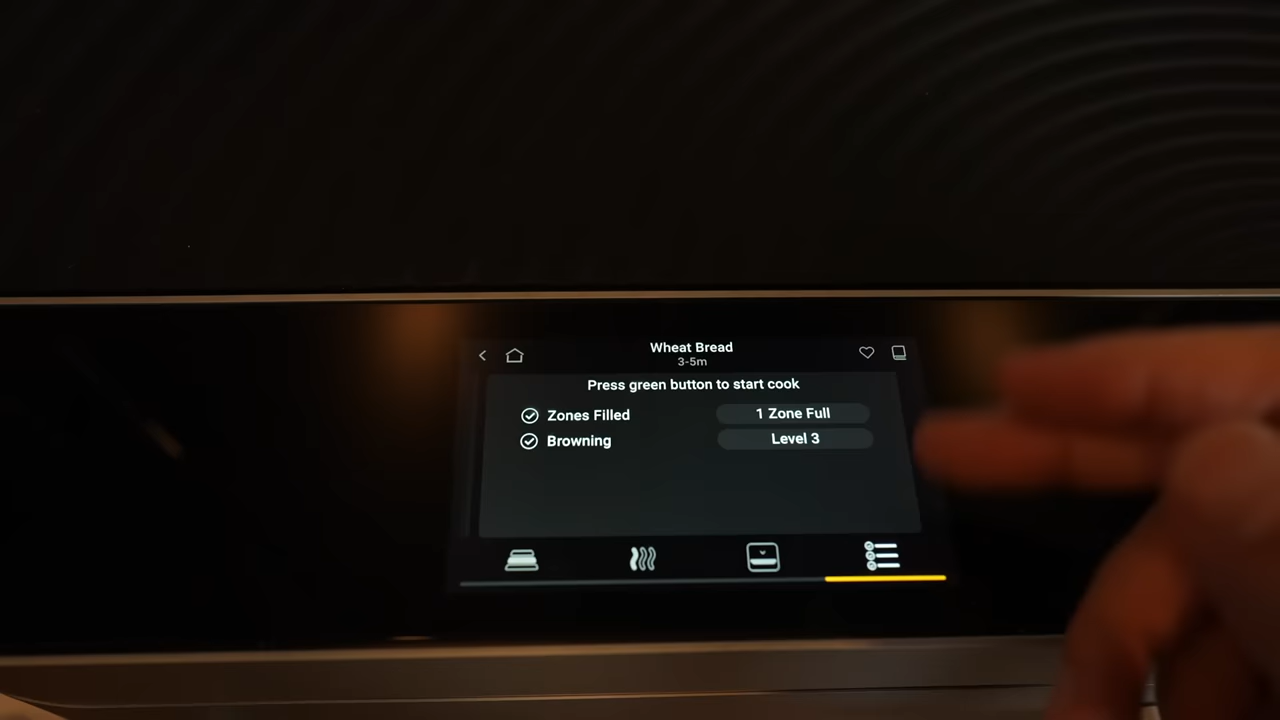 Wheat Bread
3-5m
Press green button to start cook
Zones Filled 1 Zone Full
Browning Level 3